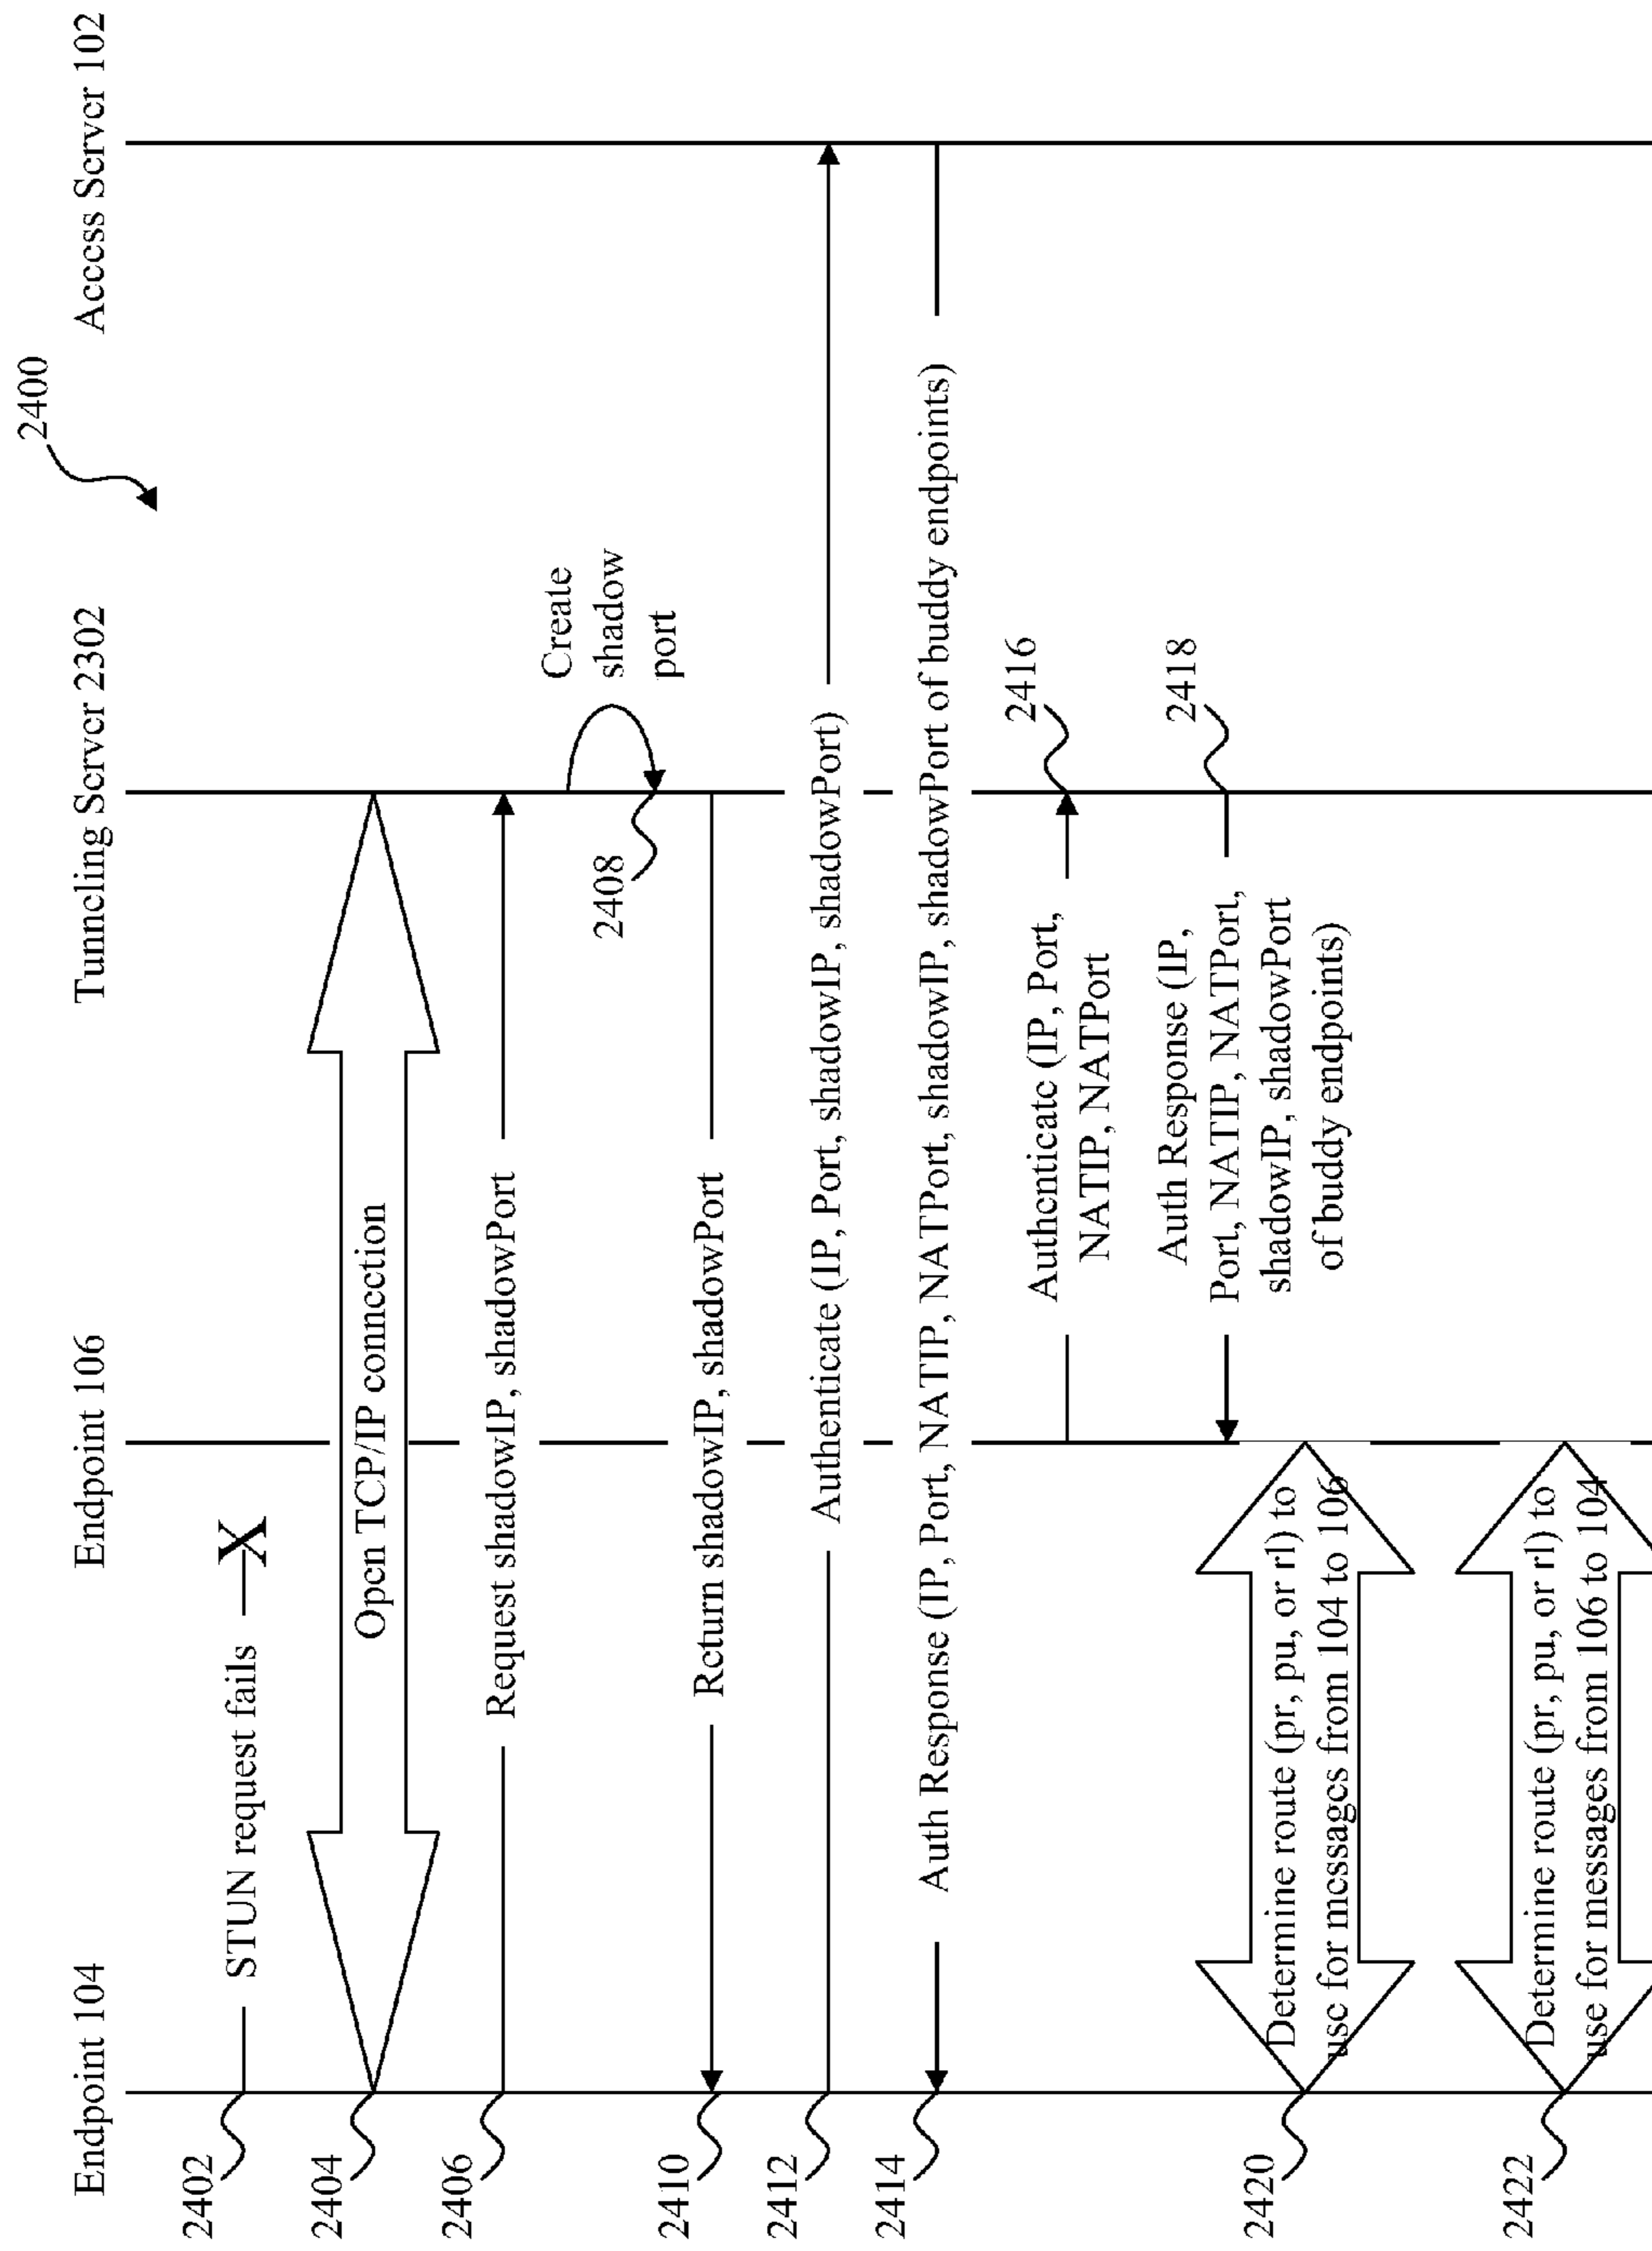 2400
Endpoint 104
Endpoint 106
Tunneling Server 2302
Access Server 102
2402
STUN request fails
X
2404
Open TCP/IP connection
2406
Request shadowIP, shadowPort
Create
shadow
port
2408
2410
Return shadowIP, shadowPort
2412
Authenticate (IP, Port, shadowIP, shadowPort)
2414
Auth Response (IP, Port, NATIP, NATPort, shadowIP, shadowPort of buddy endpoints)
Authenticate (IP, Port,
NATIP, NATPort
2416
Auth Response (IP,
Port, NATIP, NATPort,
shadowIP, shadowPort
of buddy endpoints)
2418
2420
Determine route (pr, pu, or rl) to
use for messages from 104 to 106
2422
Determine route (pr, pu, or rl) to
use for messages from 106 to 104